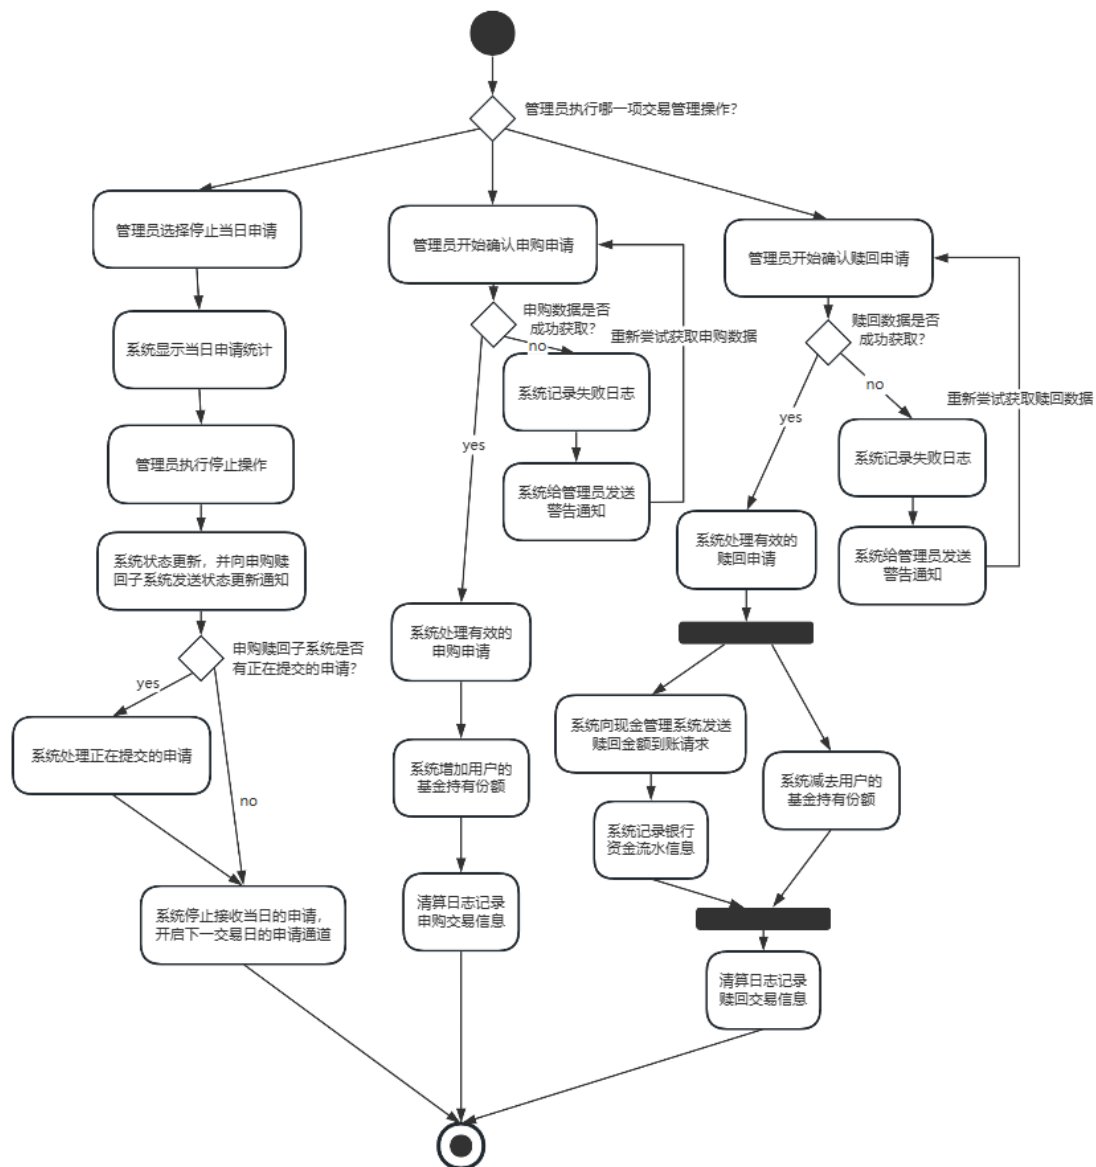 管理员执行哪一项交易管理操作?
管理员选择停止当日申请
系统显示当日申请统计
管理员执行停止操作
系统状态更新，并向申购赎
回子系统发送状态更新通知
申购赎回子系统是否
有正在提交的申请?
yes
系统处理正在提交的申请
no
系统停止接收当日的申请，
开启下一交易日的申请通道
管理员开始确认申购申请
申购数据是否
成功获取?
no
重新尝试获取申购数据
系统记录失败日志
系统给管理员发送
警告通知
yes
系统处理有效的
申购申请
系统增加用户的
基金持有份额
清算日志记录
申购交易信息
管理员开始确认赎回申请
赎回数据是否
成功获取?
no
重新尝试获取赎回数据
系统记录失败日志
系统给管理员发送
警告通知
yes
系统处理有效的
赎回申请
系统向现金管理系统发送
赎回金额到账请求
系统记录银行
资金流水信息
系统减去用户的
基金持有份额
清算日志记录
赎回交易信息